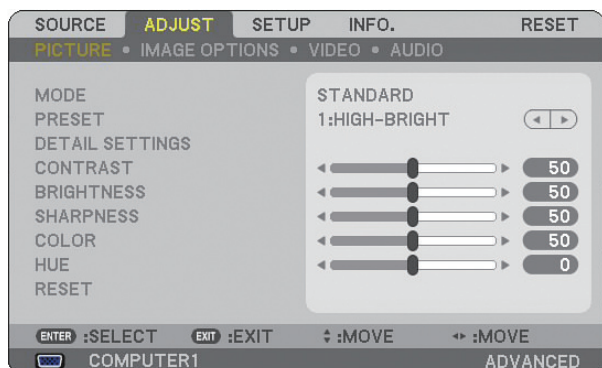 SOURCE ADJUST SETUP INFO. RESET
PICTURE • IMAGE OPTIONS • VIDEO • AUDIO
MODE STANDARD
PRESET 1:HIGH-BRIGHT
DETAIL SETTINGS
CONTRAST 50
BRIGHTNESS 50
SHARPNESS 50
COLOR 50
HUE 0
RESET
ENTER :SELECT EXIT :EXIT :MOVE :MOVE
COMPUTER1 ADVANCED